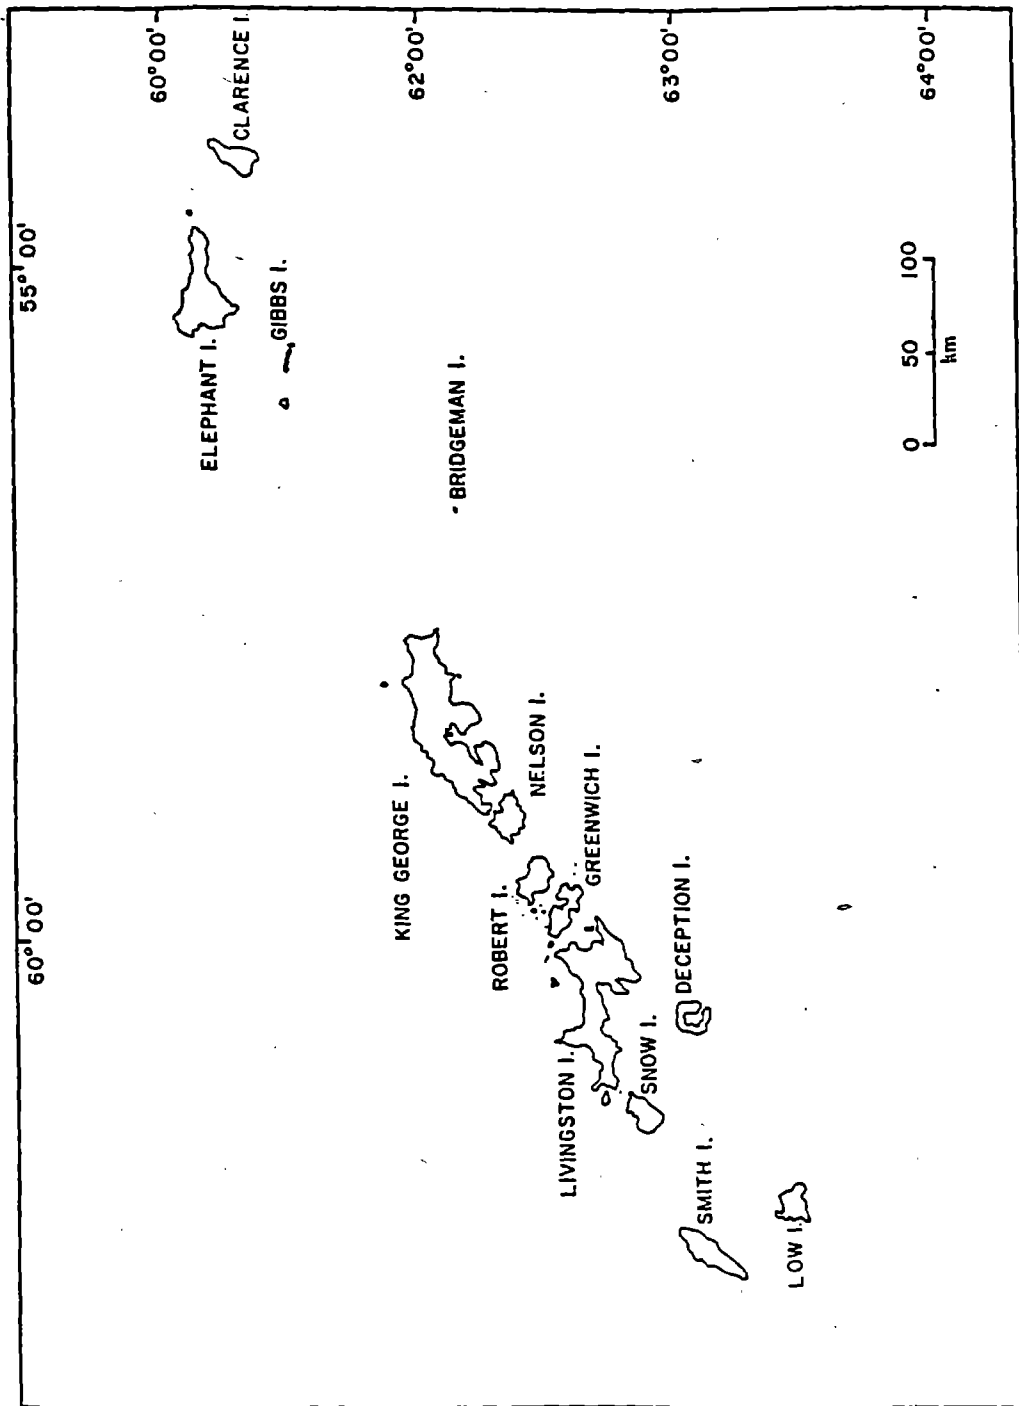 60°00'
55°00'
60°00'
CLARENCE I.
ELEPHANT I.
GIBBS I.
62°00'
KING GEORGE I.
BRIDGEMAN I.
NELSON I.
ROBERT I.
GREENWICH I.
LIVINGSTON I.
SNOW I.
DECEPTION I.
63°00'
SMITH I.
LOW I.
0 50 100
km
64°00'